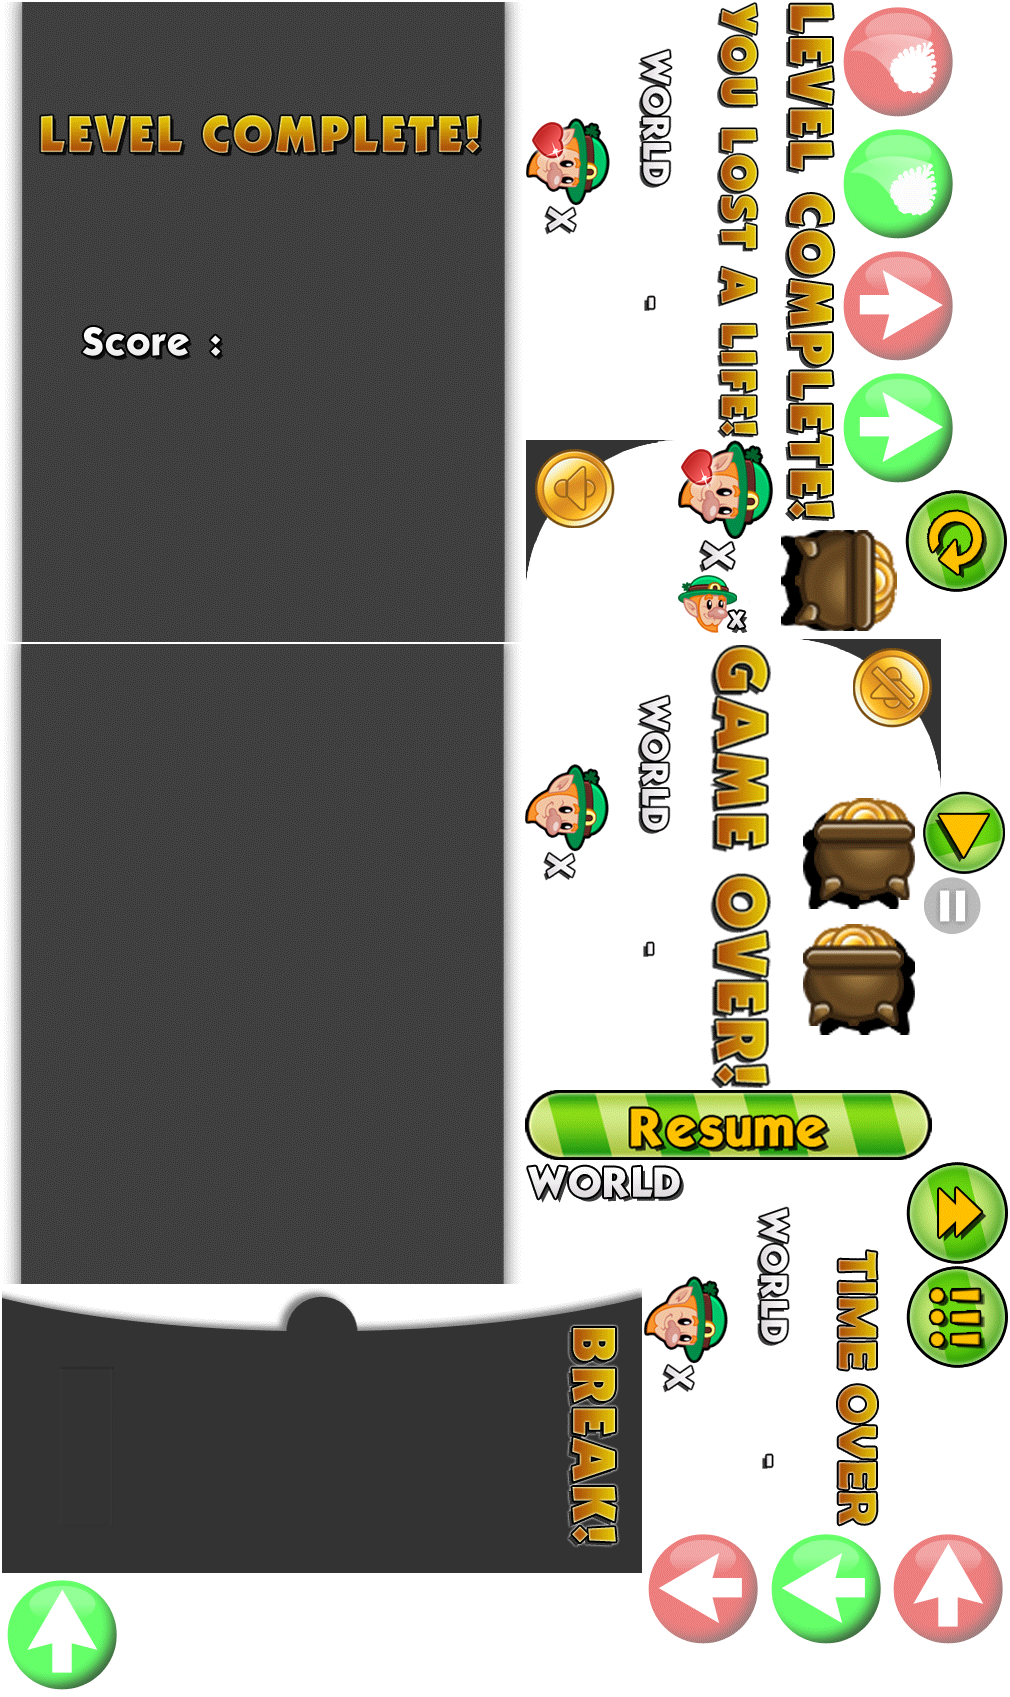 LEVEL COMPLETE!
Score :
WORLD
-
X
YOU LOST A LIFE!
LEVEL COMPLETE!
X
X
WORLD
-
X
GAME OVER!
Resume
WORLD
WORLD
-
X
TIME OVER
!!!
BREAK!